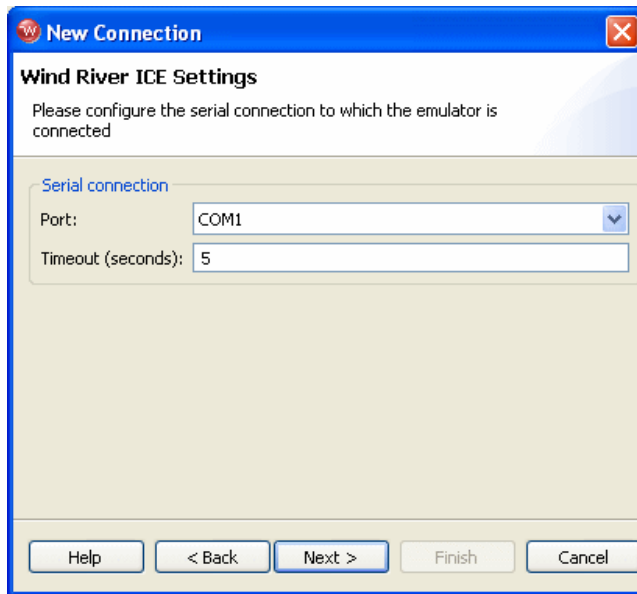 New Connection
Wind River ICE Settings
Please configure the serial connection to which the emulator is
connected
Serial connection
Port: COM1
Timeout (seconds): 5
Help < Back Next > Finish Cancel